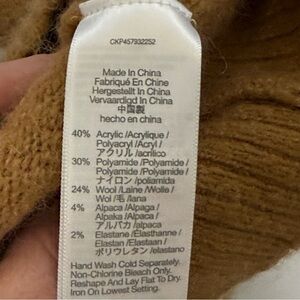 CKP457932252
Made In China
Fabriqué En Chine
Hergestellt In China
Vervaardigd In China
中国製
hecho en china
40% Acrylic /Acrylique /
Polyacryl /Acryl /
アクリル /acrílico
30% Polyamide /Polyamide /
Polyamid /Polyamide /
ナイロン /poliamida
24% Wool /Laine /Wolle /
Wol /毛 /lana
4% Alpaca /Alpaga /
Alpaka /Alpaca /
アルパカ /alpaca
2% Elastane /Élasthanne /
Elastan /Elastaan /
ポリウレタン /elastano
Hand Wash Cold Separately.
Non-Chlorine Bleach Only.
Reshape And Lay Flat To Dry.
Iron On Lowest Setting.